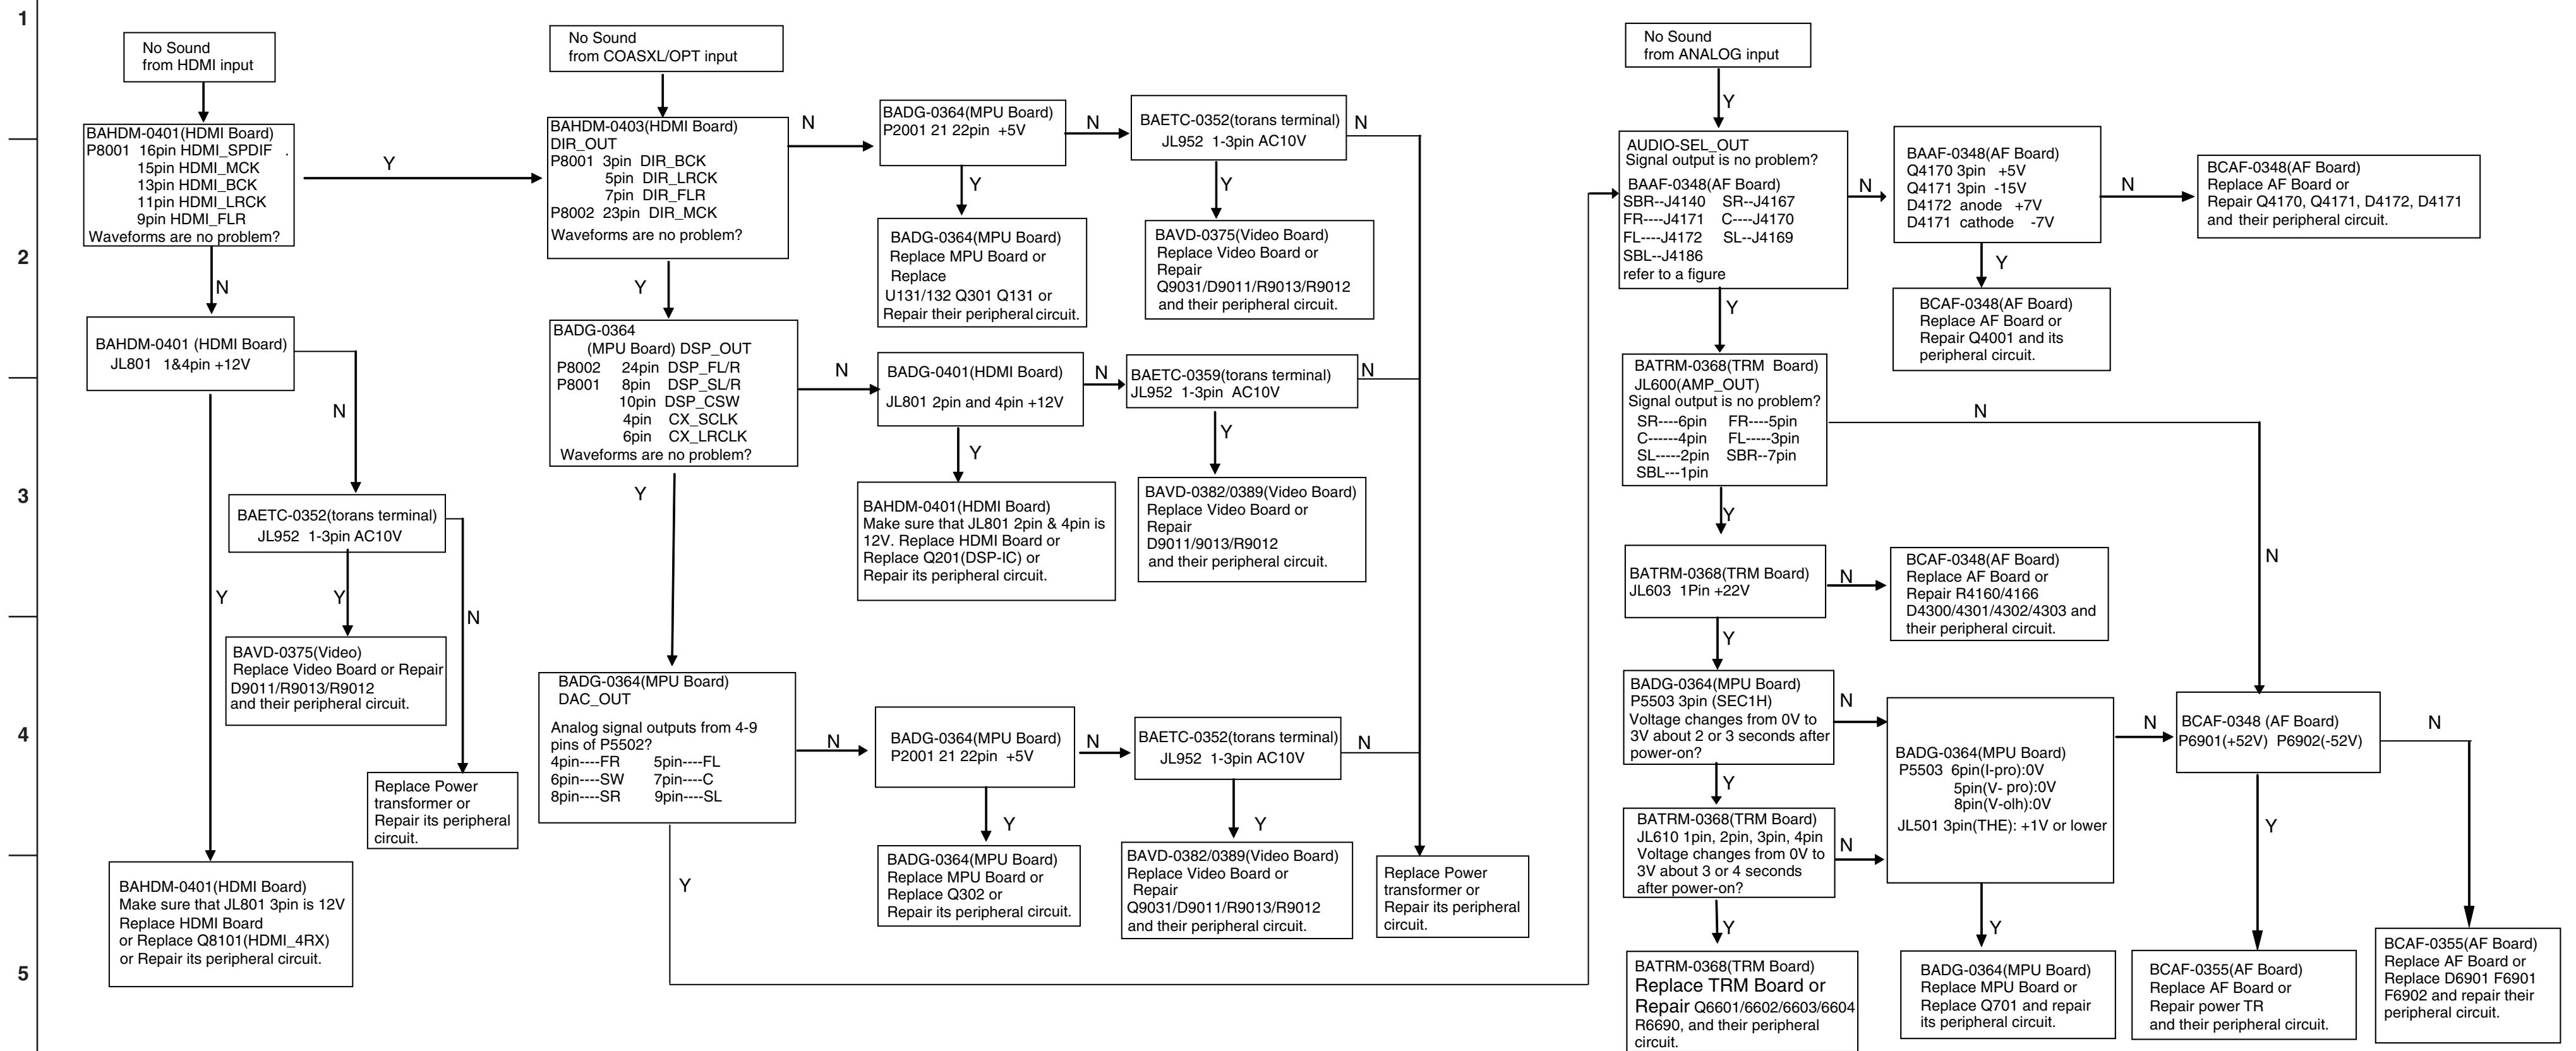 1
2
3
4
5
No Sound
from HDMI input
BAHDM-0401(HDMI Board)
P8001 16pin HDMI_SPDIF .
15pin HDMI_MCK
13pin HDMI_BCK
11pin HDMI_LRCK
9pin HDMI_FLR
Waveforms are no problem?
Y
N
BAHDM-0401 (HDMI Board)
JL801 1&4pin +12V
N
Y
BAETC-0352(torans terminal)
JL952 1-3pin AC10V
Y
N
BAVD-0375(Video)
Replace Video Board or Repair
D9011/R9013/R9012
and their peripheral circuit.
Replace Power
transformer or
Repair its peripheral
circuit.
BAHDM-0401(HDMI Board)
Make sure that JL801 3pin is 12V
Replace HDMI Board
or Replace Q8101(HDMI_4RX)
or Repair its peripheral circuit.
No Sound
from COASXL/OPT input
BAHDM-0403(HDMI Board)
DIR_OUT
P8001 3pin DIR_BCK
5pin DIR_LRCK
7pin DIR_FLR
P8002 23pin DIR_MCK
Waveforms are no problem?
N
Y
BADG-0364(MPU Board)
P2001 21 22pin +5V
N
Y
BAETC-0352(torans terminal)
JL952 1-3pin AC10V
N
Y
BADG-0364(MPU Board)
Replace MPU Board or
Replace
U131/132 Q301 Q131 or
Repair their peripheral circuit.
BAVD-0375(Video Board)
Replace Video Board or
Repair
Q9031/D9011/R9013/R9012
and their peripheral circuit.
BADG-0364
(MPU Board) DSP_OUT
P8002 24pin DSP_FL/R
P8001 8pin DSP_SL/R
10pin DSP_CSW
4pin CX_SCLK
6pin CX_LRCLK
Waveforms are no problem?
N
Y
BADG-0401(HDMI Board)
JL801 2pin and 4pin +12V
N
Y
BAETC-0359(torans terminal)
JL952 1-3pin AC10V
N
Y
BAHDM-0401(HDMI Board)
Make sure that JL801 2pin & 4pin is
12V. Replace HDMI Board or
Replace Q201(DSP-IC) or
Repair its peripheral circuit.
BAVD-0382/0389(Video Board)
Replace Video Board or
Repair
D9011/9013/R9012
and their peripheral circuit.
BADG-0364(MPU Board)
DAC_OUT
Analog signal outputs from 4-9
pins of P5502?
4pin----FR 5pin----FL
6pin----SW 7pin----C
8pin----SR 9pin----SL
N
Y
BADG-0364(MPU Board)
P2001 21 22pin +5V
N
Y
BAETC-0352(torans terminal)
JL952 1-3pin AC10V
N
Y
BADG-0364(MPU Board)
Replace MPU Board or
Replace Q302 or
Repair its peripheral circuit.
BAVD-0382/0389(Video Board)
Replace Video Board or
Repair
Q9031/D9011/R9013/R9012
and their peripheral circuit.
Replace Power
transformer or
Repair its peripheral
circuit.
No Sound
from ANALOG input
Y
AUDIO-SEL_OUT
Signal output is no problem?
BAAF-0348(AF Board)
SBR--J4140 SR--J4167
FR----J4171 C----J4170
FL----J4172 SL--J4169
SBL--J4186
refer to a figure
N
Y
BAAF-0348(AF Board)
Q4170 3pin +5V
Q4171 3pin -15V
D4172 anode +7V
D4171 cathode -7V
N
Y
BCAF-0348(AF Board)
Replace AF Board or
Repair Q4170, Q4171, D4172, D4171
and their peripheral circuit.
BCAF-0348(AF Board)
Replace AF Board or
Repair Q4001 and its
peripheral circuit.
BATRM-0368(TRM Board)
JL600(AMP_OUT)
Signal output is no problem?
SR----6pin FR----5pin
C------4pin FL-----3pin
SL-----2pin SBR--7pin
SBL---1pin
N
Y
N
BATRM-0368(TRM Board)
JL603 1Pin +22V
N
Y
BCAF-0348(AF Board)
Replace AF Board or
Repair R4160/4166
D4300/4301/4302/4303 and
their peripheral circuit.
BADG-0364(MPU Board)
P5503 3pin (SEC1H)
Voltage changes from 0V to
3V about 2 or 3 seconds after
power-on?
N
Y
BATRM-0368(TRM Board)
JL610 1pin, 2pin, 3pin, 4pin
Voltage changes from 0V to
3V about 3 or 4 seconds
after power-on?
N
Y
BADG-0364(MPU Board)
P5503 6pin(I-pro):0V
5pin(V- pro):0V
8pin(V-olh):0V
JL501 3pin(THE): +1V or lower
N
Y
BCAF-0348 (AF Board)
P6901(+52V) P6902(-52V)
N
Y
BATRM-0368(TRM Board)
Replace TRM Board or
Repair Q6601/6602/6603/6604
R6690, and their peripheral
circuit.
BADG-0364(MPU Board)
Replace MPU Board or
Replace Q701 and repair
its peripheral circuit.
BCAF-0355(AF Board)
Replace AF Board or
Repair power TR
and their peripheral circuit.
BCAF-0355(AF Board)
Replace AF Board or
Replace D6901 F6901
F6902 and repair their
peripheral circuit.